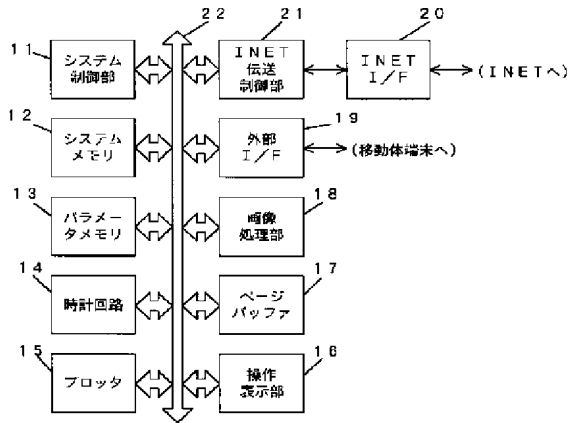 ２２
２１
２０
１１
システム
制御部
ＩＮＥＴ
伝送
制御部
ＩＮＥＴ
Ｉ／Ｆ
(ＩＮＥＴへ)
１２
システム
メモリ
１９
外部
Ｉ／Ｆ
(移動体端末へ)
１３
パラメー
タメモリ
１８
画像
処理部
１４
時計回路
１７
ページ
バッファ
１５
プロッタ
１６
操作
表示部